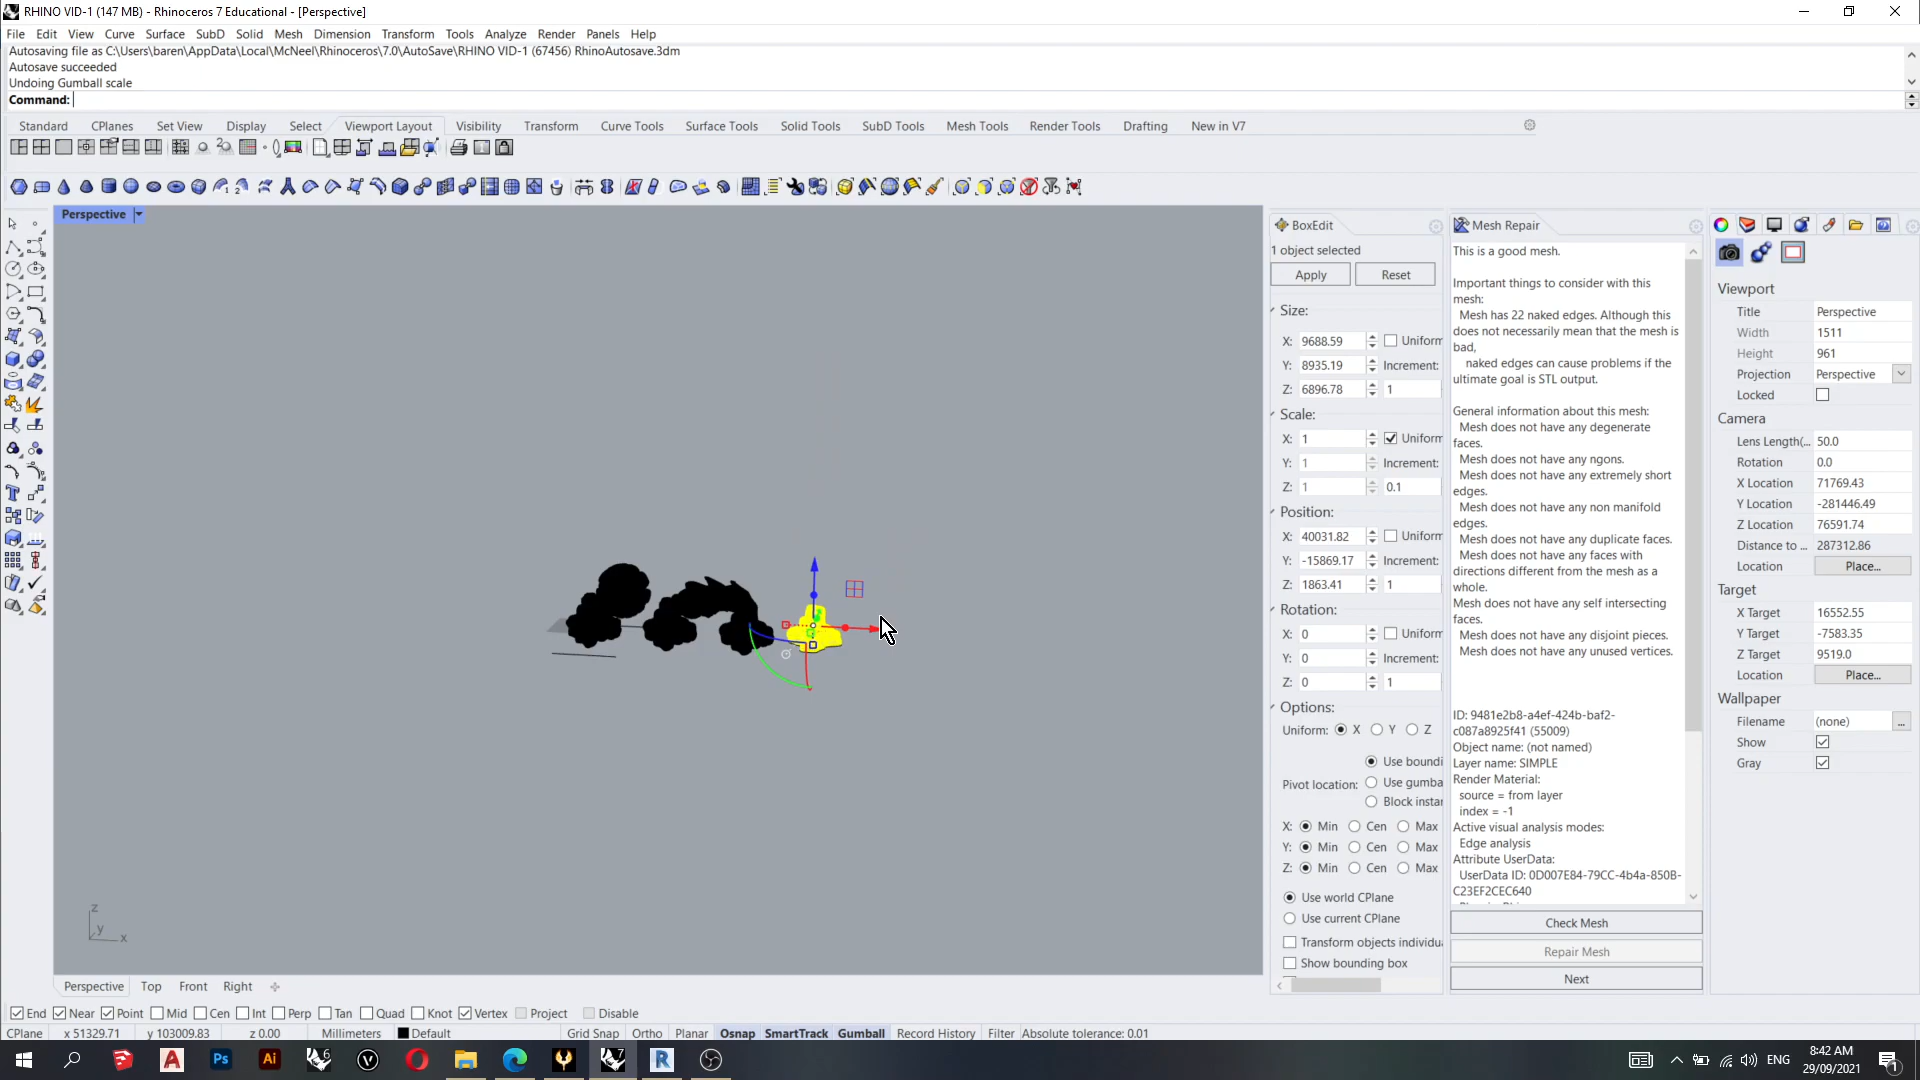 RHINO VID-1 (147 MB) - Rhinoceros 7 Educational - [Perspective]
File Edit View Curve Surface SubD Solid Mesh Dimension Transform Tools Analyze Render Panels Help
Autosaving file as C:\Users\baren\AppData\Local\McNeel\Rhinoceros\7.0\AutoSave\RHINO VID-1 (67456) RhinoAutosave.3dm
Autosave succeeded
Undoing Gumball scale
Command:
Standard CPlanes Set View Display Select Viewport Layout Visibility Transform Curve Tools Surface Tools Solid Tools SubD Tools Mesh Tools Render Tools Drafting New in V7
Perspective
z
y
x
BoxEdit
1 object selected
Apply Reset
Size:
X: 9688.59 Uniform
Y: 8935.19 Increment:
Z: 6896.78 1
Scale:
X: 1 Uniform
Y: 1 Increment:
Z: 1 0.1
Position:
X: 40031.82 Uniform
Y: -15869.17 Increment:
Z: 1863.41 1
Rotation:
X: 0 Uniform
Y: 0 Increment:
Z: 0 1
Options:
Uniform: X Y Z
Use boundi
Pivot location: Use gumba
Block instar
X: Min Cen Max
Y: Min Cen Max
Z: Min Cen Max
Use world CPlane
Use current CPlane
Transform objects individua
Show bounding box
Mesh Repair
This is a good mesh.
Important things to consider with this
mesh:
Mesh has 22 naked edges. Although this
does not necessarily mean that the mesh is
bad,
naked edges can cause problems if the
ultimate goal is STL output.
General information about this mesh:
Mesh does not have any degenerate
faces.
Mesh does not have any ngons.
Mesh does not have any extremely short
edges.
Mesh does not have any non manifold
edges.
Mesh does not have any duplicate faces.
Mesh does not have any faces with
directions different from the mesh as a
whole.
Mesh does not have any self intersecting
faces.
Mesh does not have any disjoint pieces.
Mesh does not have any unused vertices.
ID: 9481e2b8-a4ef-424b-baf2-
c087a8925f41 (55009)
Object name: (not named)
Layer name: SIMPLE
Render Material:
source = from layer
index = -1
Active visual analysis modes:
Edge analysis
Attribute UserData:
UserData ID: 0D007E84-79CC-4b4a-850B-
C23EF2CEC640
Check Mesh
Repair Mesh
Next
Viewport
Title Perspective
Width 1511
Height 961
Projection Perspective
Locked
Camera
Lens Length(... 50.0
Rotation 0.0
X Location 71769.43
Y Location -281446.49
Z Location 76591.74
Distance to ... 287312.86
Location Place...
Target
X Target 16552.55
Y Target -7583.35
Z Target 9519.0
Location Place...
Wallpaper
Filename (none) ...
Show
Gray
Perspective Top Front Right
End Near Point Mid Cen Int Perp Tan Quad Knot Vertex Project Disable
CPlane x 51329.71 y 103009.83 z 0.00 Millimeters Default Grid Snap Ortho Planar Osnap SmartTrack Gumball Record History Filter Absolute tolerance: 0.01
A Ps Ai 6 V 7 R ENG 8:42 AM
29/09/2021 1